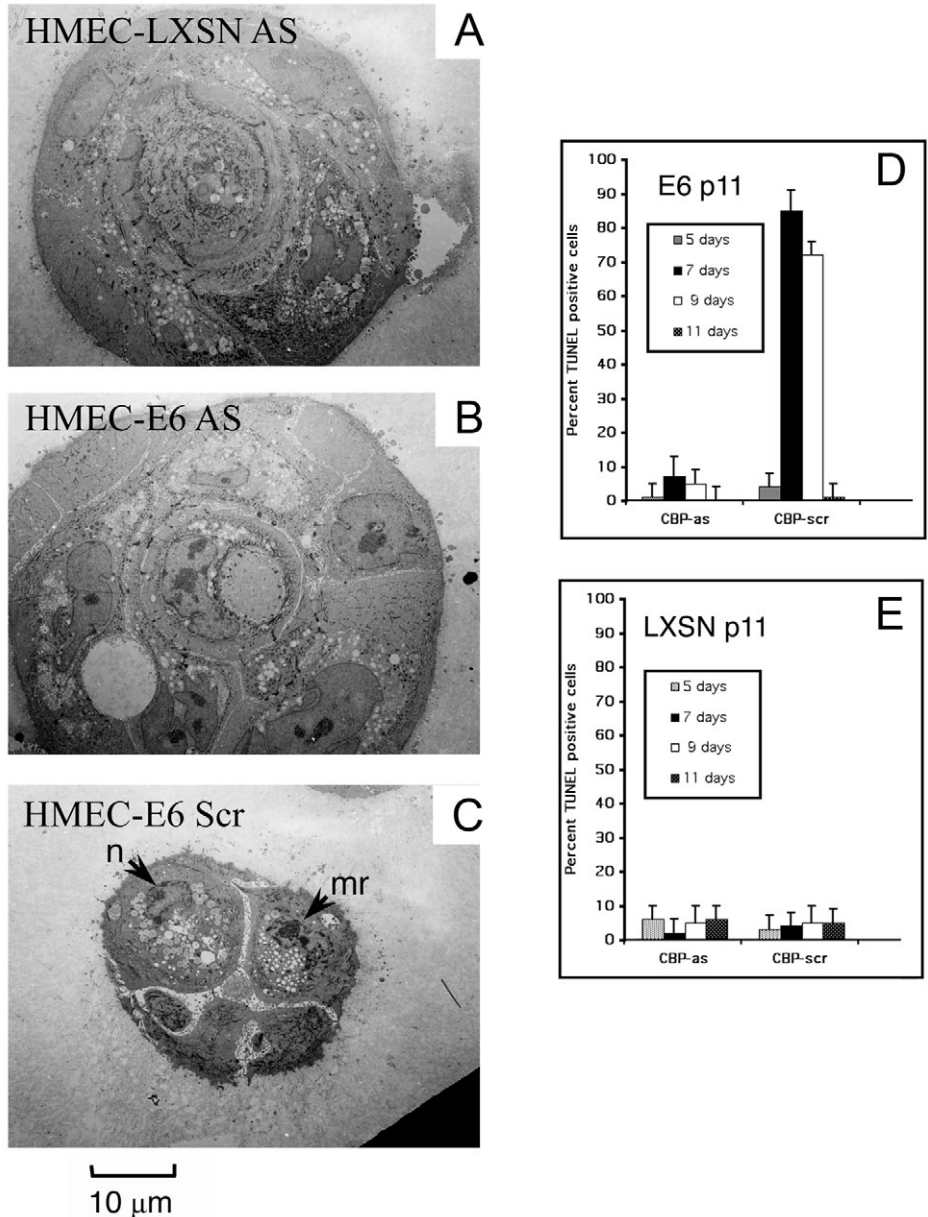 HMEC-LXSN AS
A
HMEC-E6 AS
B
HMEC-E6 Scr
C
n
mr
10 μm
D
E6 p11
5 days
7 days
9 days
11 days
Percent TUNEL positive cells
100
90
80
70
60
50
40
30
20
10
0
CBP-as
CBP-scr
E
LXSN p11
5 days
7 days
9 days
11 days
Percent TUNEL positive cells
100
90
80
70
60
50
40
30
20
10
0
CBP-as
CBP-scr